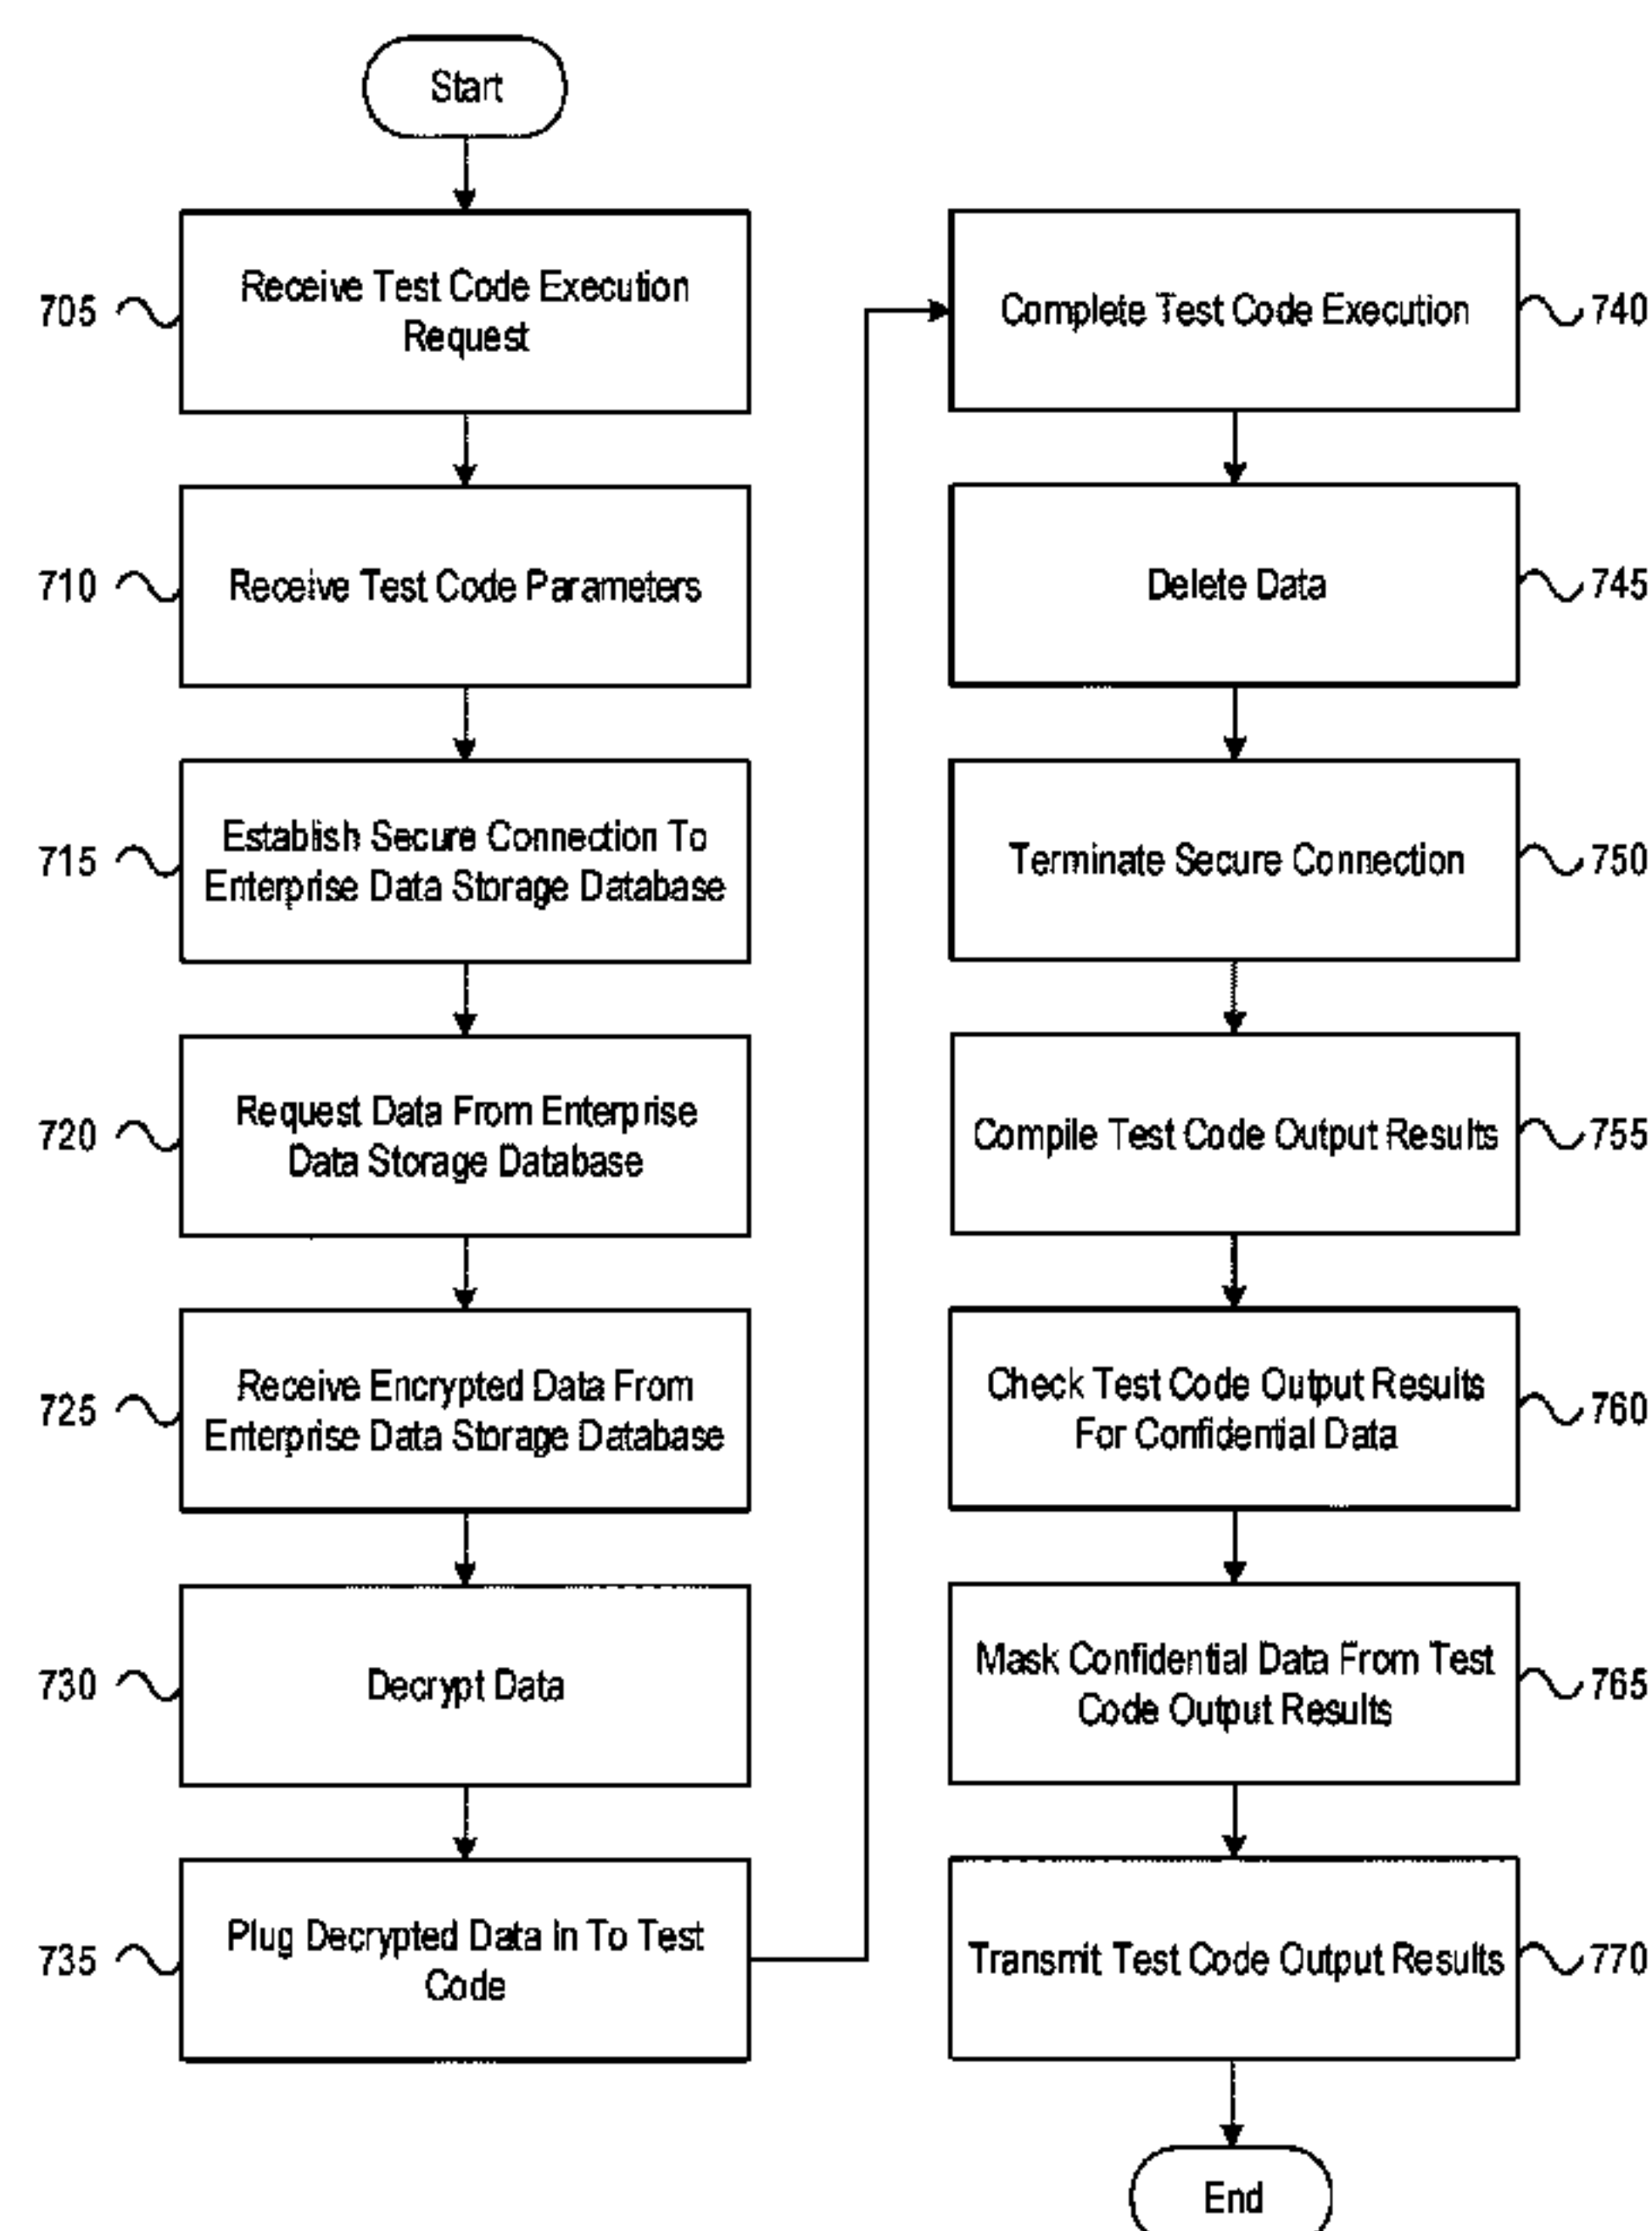 Start
705
Receive Test Code Execution
Request
710
Receive Test Code Parameters
715
Establish Secure Connection To
Enterprise Data Storage Database
720
Request Data From Enterprise
Data Storage Database
725
Receive Encrypted Data From
Enterprise Data Storage Database
730
Decrypt Data
735
Plug Decrypted Data In To Test
Code
Complete Test Code Execution
740
Delete Data
745
Terminate Secure Connection
750
Compile Test Code Output Results
755
Check Test Code Output Results
For Confidential Data
760
Mask Confidential Data From Test
Code Output Results
765
Transmit Test Code Output Results
770
End